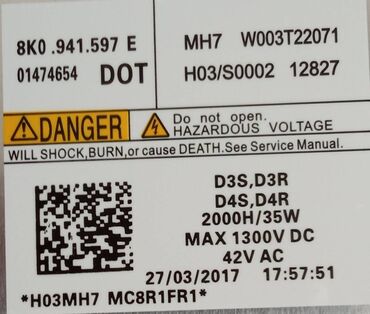 8K0 .941.597 E
MH7 W003T22071
01474654 DOT
H03/S0002 12827
DANGER
Do not open.
HAZARDOUS VOLTAGE
WILL SHOCK,BURN,or cause DEATH.See Service Manual.
D3S,D3R
D4S,D4R
2000H/35W
MAX 1300V DC
42V AC
27/03/2017 17:57:51
*H03MH7 MC8R1FR1*